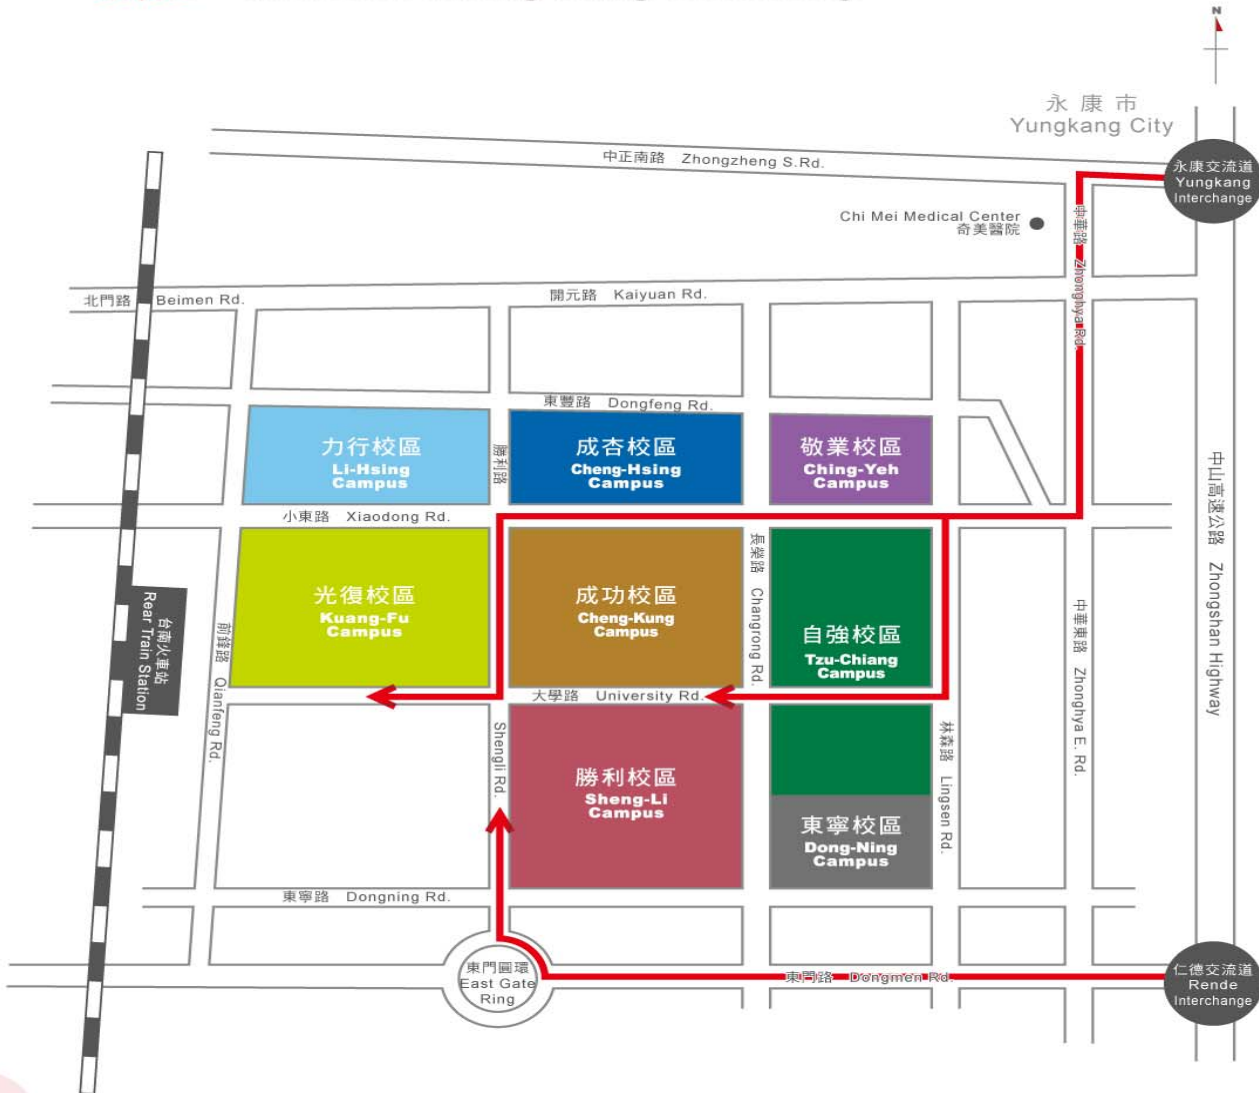 N
永康市
Yungkang City
中正南路 Zhongzheng S.Rd.
永康交流道
Yungkang
Interchange
Chi Mei Medical Center
奇美醫院
中華路 Zhonghya Rd.
北門路 Beimen Rd.
開元路 Kaiyuan Rd.
東豐路 Dongfeng Rd.
力行校區
Li-Hsing
Campus
勝利路
成杏校區
Cheng-Hsing
Campus
敬業校區
Ching-Yeh
Campus
中山高速公路 Zhongshan Highway
小東路 Xiaodong Rd.
光復校區
Kuang-Fu
Campus
成功校區
Cheng-Kung
Campus
長榮路 Changrong Rd.
自強校區
Tzu-Chiang
Campus
台南火車站
Rear Train Station
前鋒路 Qianfeng Rd.
中華東路 Zhonghya E. Rd.
大學路 University Rd.
Shengli Rd.
勝利校區
Sheng-Li
Campus
林森路 Lingsen Rd.
東寧校區
Dong-Ning
Campus
東寧路 Dongning Rd.
東門圓環
East Gate
Ring
東門路 Dongmen Rd.
仁德交流道
Rende
Interchange